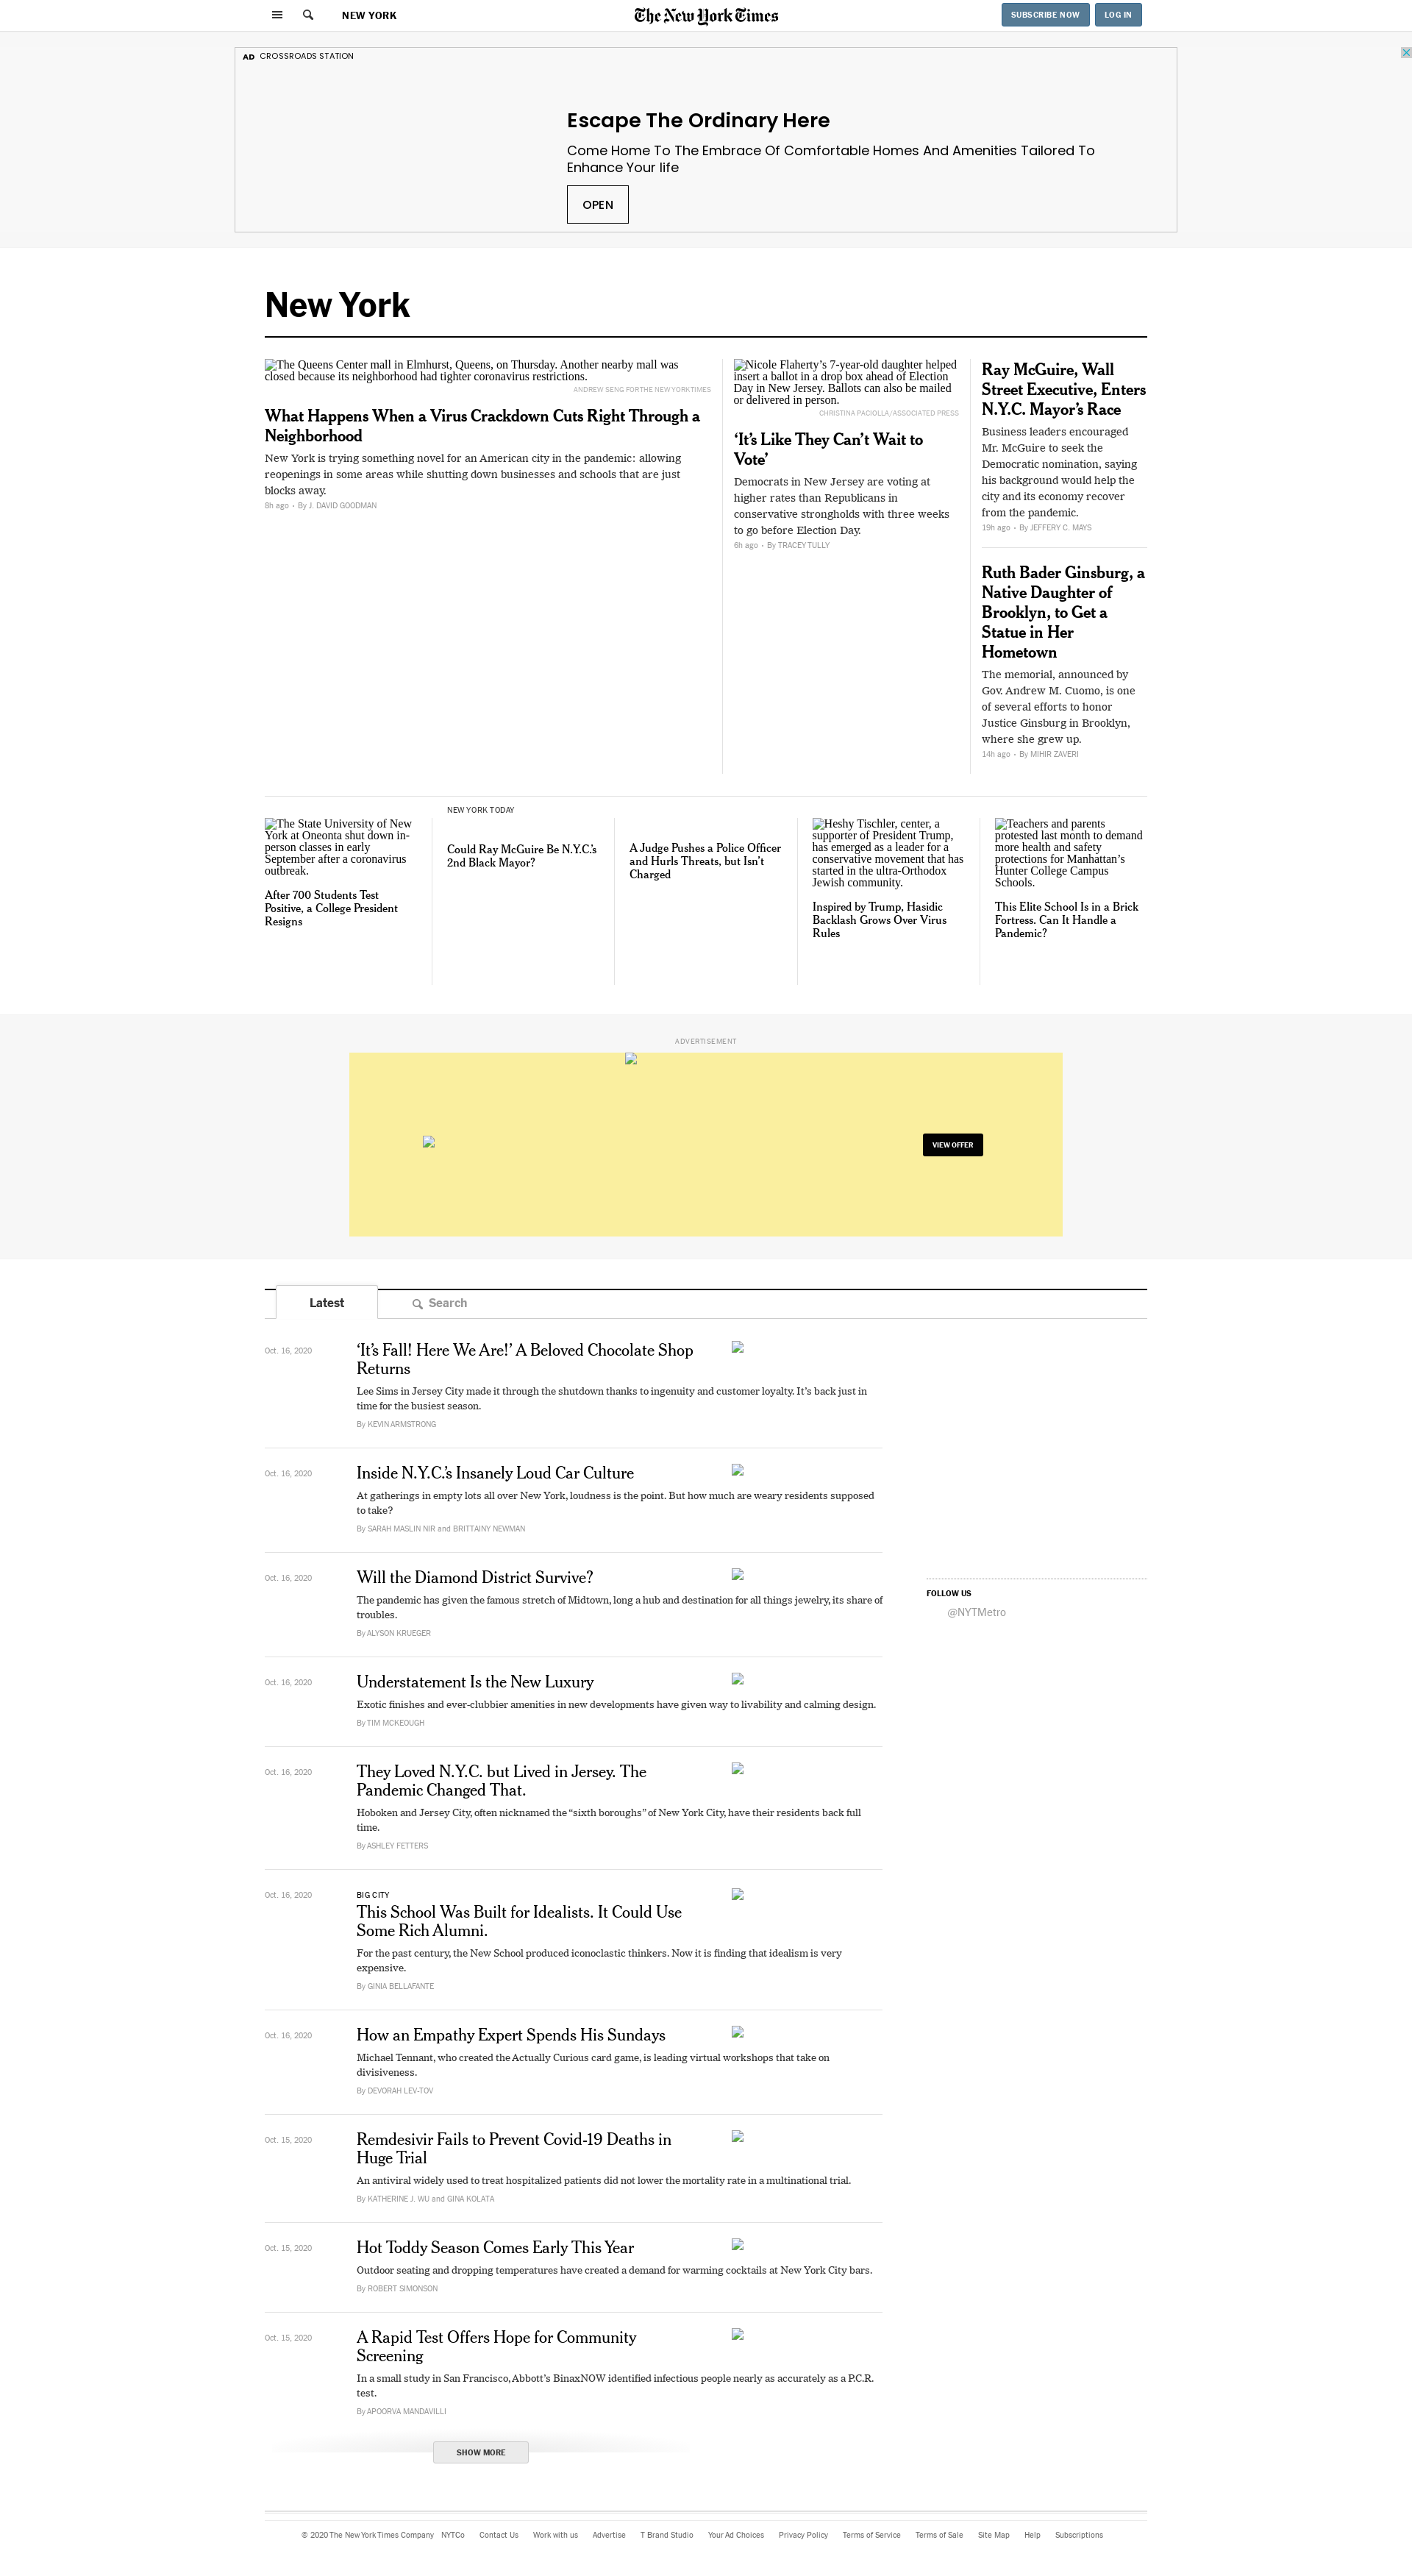 NEW YORK
The New York Times
SUBSCRIBE NOW
LOG IN
AD CROSSROADS STATION
Escape The Ordinary Here
Come Home To The Embrace Of Comfortable Homes And Amenities Tailored To
Enhance Your life
OPEN
New York
The Queens Center mall in Elmhurst, Queens, on Thursday. Another nearby mall was
closed because its neighborhood had tighter coronavirus restrictions.
ANDREW SENG FOR THE NEW YORK TIMES
What Happens When a Virus Crackdown Cuts Right Through a
Neighborhood
New York is trying something novel for an American city in the pandemic: allowing
reopenings in some areas while shutting down businesses and schools that are just
blocks away.
8h ago • By J. DAVID GOODMAN
Nicole Flaherty’s 7-year-old daughter helped
insert a ballot in a drop box ahead of Election
Day in New Jersey. Ballots can also be mailed
or delivered in person.
CHRISTINA PACIOLLA/ASSOCIATED PRESS
‘It’s Like They Can’t Wait to
Vote’
Democrats in New Jersey are voting at
higher rates than Republicans in
conservative strongholds with three weeks
to go before Election Day.
6h ago • By TRACEY TULLY
Ray McGuire, Wall
Street Executive, Enters
N.Y.C. Mayor’s Race
Business leaders encouraged
Mr. McGuire to seek the
Democratic nomination, saying
his background would help the
city and its economy recover
from the pandemic.
19h ago • By JEFFERY C. MAYS
Ruth Bader Ginsburg, a
Native Daughter of
Brooklyn, to Get a
Statue in Her
Hometown
The memorial, announced by
Gov. Andrew M. Cuomo, is one
of several efforts to honor
Justice Ginsburg in Brooklyn,
where she grew up.
14h ago • By MIHIR ZAVERI
The State University of New
York at Oneonta shut down in-
person classes in early
September after a coronavirus
outbreak.
After 700 Students Test
Positive, a College President
Resigns
NEW YORK TODAY
Could Ray McGuire Be N.Y.C.’s
2nd Black Mayor?
A Judge Pushes a Police Officer
and Hurls Threats, but Isn’t
Charged
Heshy Tischler, center, a
supporter of President Trump,
has emerged as a leader for a
conservative movement that has
started in the ultra-Orthodox
Jewish community.
Inspired by Trump, Hasidic
Backlash Grows Over Virus
Rules
Teachers and parents
protested last month to demand
more health and safety
protections for Manhattan’s
Hunter College Campus
Schools.
This Elite School Is in a Brick
Fortress. Can It Handle a
Pandemic?
ADVERTISEMENT
VIEW OFFER
Latest
Search
Oct. 16, 2020
‘It’s Fall! Here We Are!’ A Beloved Chocolate Shop
Returns
Lee Sims in Jersey City made it through the shutdown thanks to ingenuity and customer loyalty. It’s back just in
time for the busiest season.
By KEVIN ARMSTRONG
Oct. 16, 2020
Inside N.Y.C.’s Insanely Loud Car Culture
At gatherings in empty lots all over New York, loudness is the point. But how much are weary residents supposed
to take?
By SARAH MASLIN NIR and BRITTAINY NEWMAN
Oct. 16, 2020
Will the Diamond District Survive?
The pandemic has given the famous stretch of Midtown, long a hub and destination for all things jewelry, its share of
troubles.
By ALYSON KRUEGER
FOLLOW US
@NYTMetro
Oct. 16, 2020
Understatement Is the New Luxury
Exotic finishes and ever-clubbier amenities in new developments have given way to livability and calming design.
By TIM MCKEOUGH
Oct. 16, 2020
They Loved N.Y.C. but Lived in Jersey. The
Pandemic Changed That.
Hoboken and Jersey City, often nicknamed the “sixth boroughs” of New York City, have their residents back full
time.
By ASHLEY FETTERS
Oct. 16, 2020
BIG CITY
This School Was Built for Idealists. It Could Use
Some Rich Alumni.
For the past century, the New School produced iconoclastic thinkers. Now it is finding that idealism is very
expensive.
By GINIA BELLAFANTE
Oct. 16, 2020
How an Empathy Expert Spends His Sundays
Michael Tennant, who created the Actually Curious card game, is leading virtual workshops that take on
divisiveness.
By DEVORAH LEV-TOV
Oct. 15, 2020
Remdesivir Fails to Prevent Covid-19 Deaths in
Huge Trial
An antiviral widely used to treat hospitalized patients did not lower the mortality rate in a multinational trial.
By KATHERINE J. WU and GINA KOLATA
Oct. 15, 2020
Hot Toddy Season Comes Early This Year
Outdoor seating and dropping temperatures have created a demand for warming cocktails at New York City bars.
By ROBERT SIMONSON
Oct. 15, 2020
A Rapid Test Offers Hope for Community
Screening
In a small study in San Francisco, Abbott’s BinaxNOW identified infectious people nearly as accurately as a P.C.R.
test.
By APOORVA MANDAVILLI
SHOW MORE
© 2020 The New York Times Company NYTCo Contact Us Work with us Advertise T Brand Studio Your Ad Choices Privacy Policy Terms of Service Terms of Sale Site Map Help Subscriptions